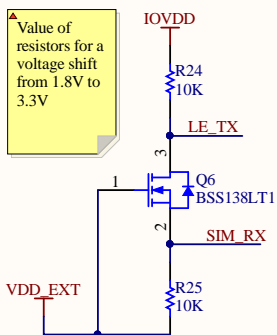 Value of
resistors for a
voltage shift
from 1.8V to
3.3V
IOVDD
R24
10K
LE_TX
3
1
Q6
BSS138LT1
2
SIM_RX
VDD_EXT
R25
10K